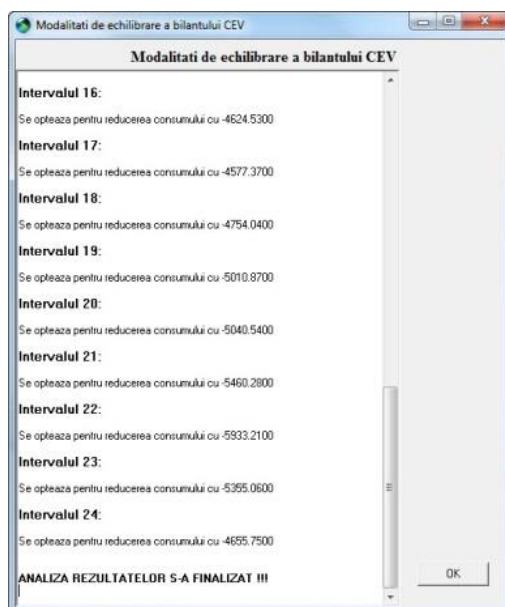 Modalitati de echilibrare a bilantului CEV
Modalitati de echilibrare a bilantului CEV
Intervalul 16:
Se opteaza pentru reducerea consumului cu -4624.5300
Intervalul 17:
Se opteaza pentru reducerea consumului cu -4577.3700
Intervalul 18:
Se opteaza pentru reducerea consumului cu -4754.0400
Intervalul 19:
Se opteaza pentru reducerea consumului cu -5010.8700
Intervalul 20:
Se opteaza pentru reducerea consumului cu -5040.5400
Intervalul 21:
Se opteaza pentru reducerea consumului cu -5460.2800
Intervalul 22:
Se opteaza pentru reducerea consumului cu -5933.2100
Intervalul 23:
Se opteaza pentru reducerea consumului cu -5355.0600
Intervalul 24:
Se opteaza pentru reducerea consumului cu -4655.7500
ANALIZA REZULTATELOR S-A FINALIZAT !!!
OK